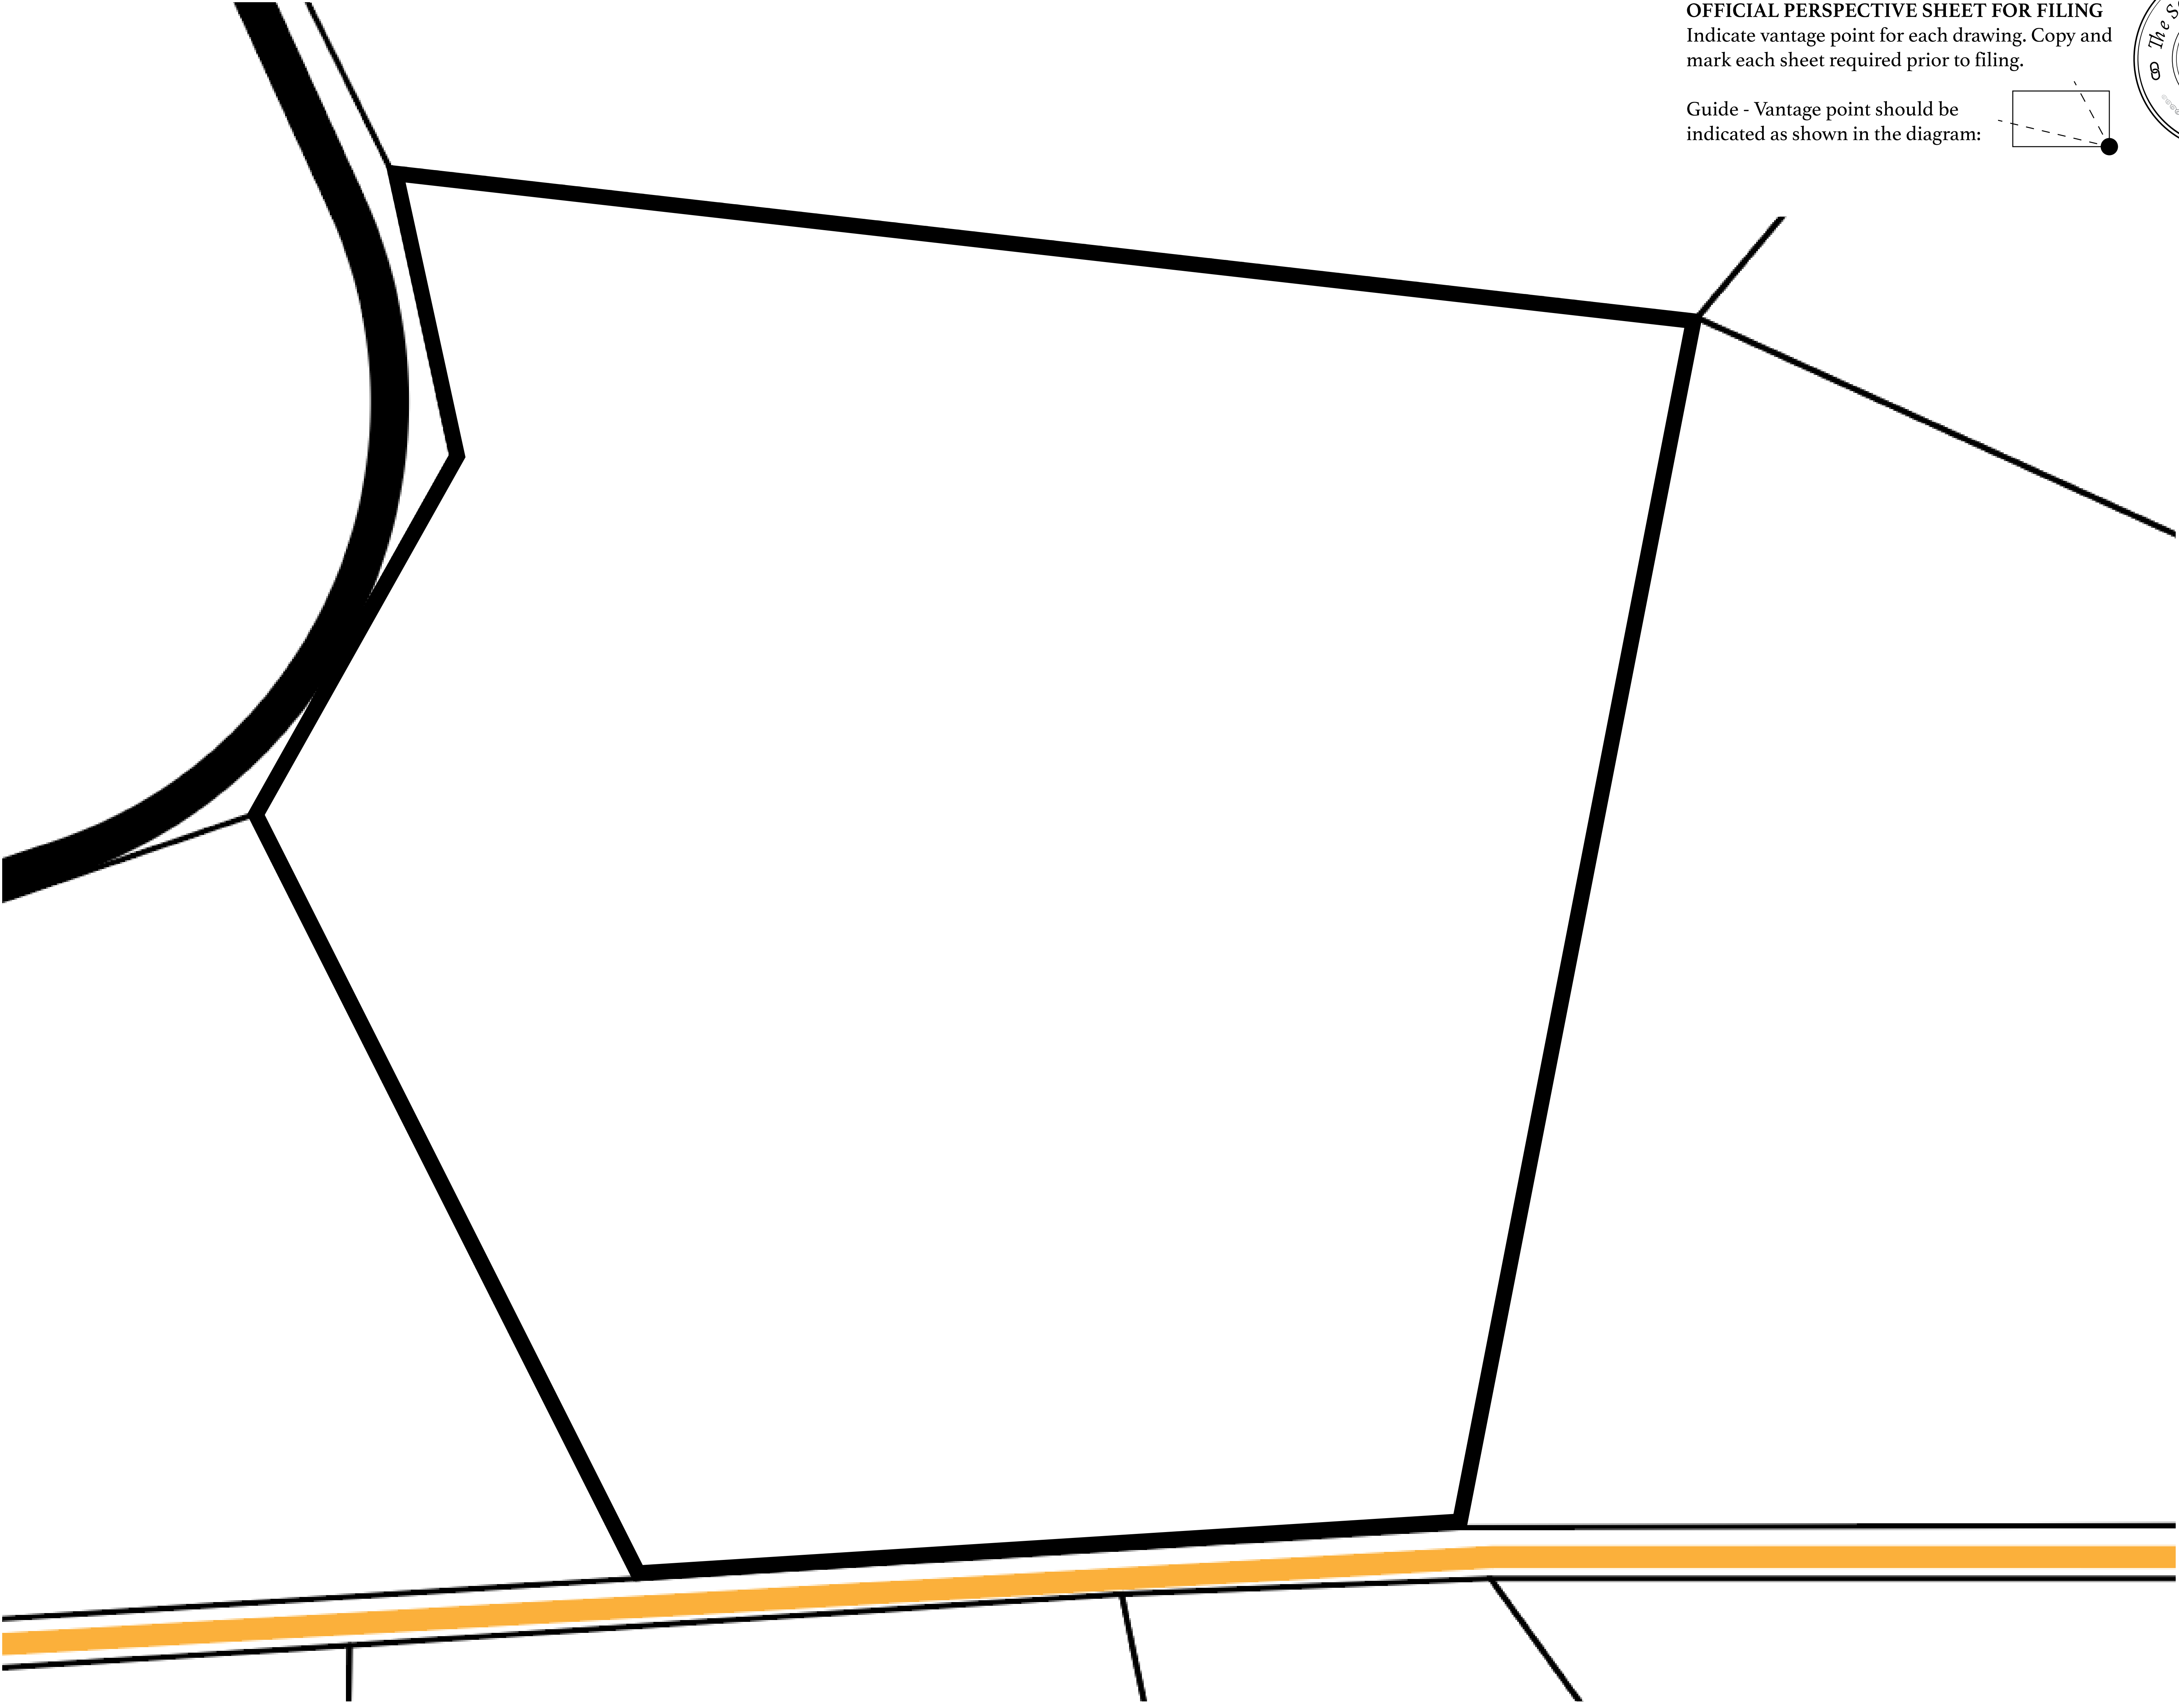 OFFICIAL PERSPECTIVE SHEET FOR FILING
Indicate vantage point for each drawing. Copy and
mark each sheet required prior to filing.
Guide - Vantage point should be
indicated as shown in the diagram:
The